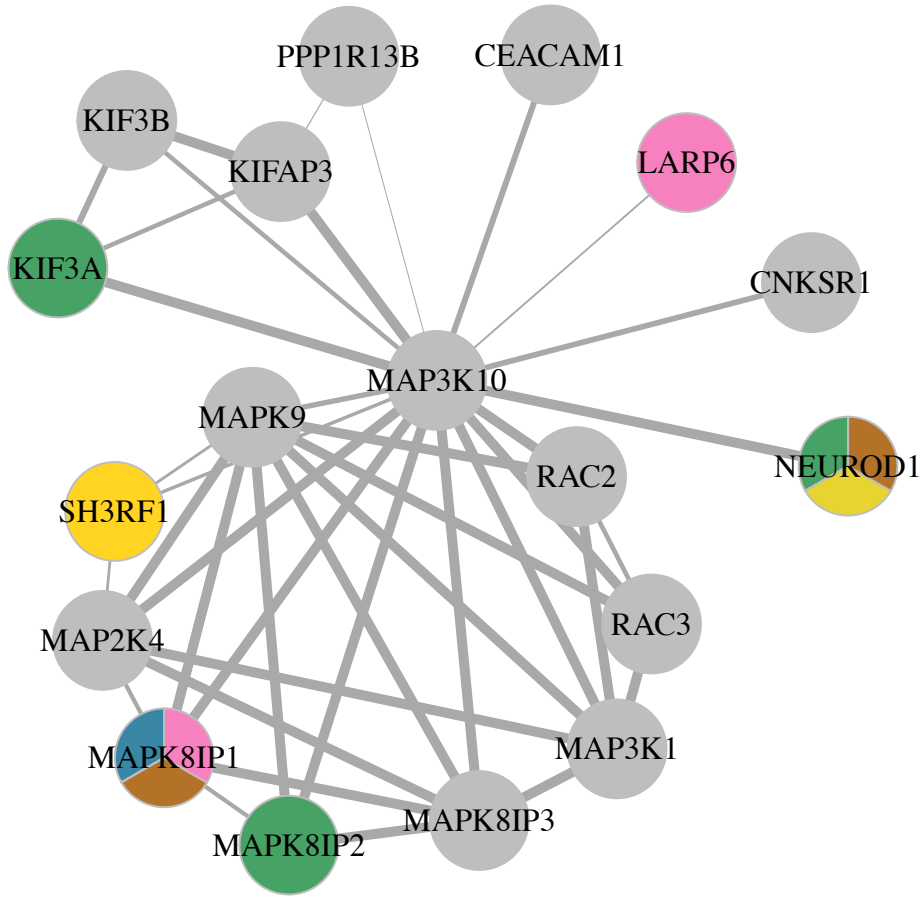 PPP1R13B
CEACAM1
KIF3B
LARP6
KIFAP3
KIF3A
CNKSR1
MAP3K10
MAPK9
NEUROD1
RAC2
SH3RF1
RAC3
MAP2K4
MAP3K1
MAPK8IP1
MAPK8IP3
MAPK8IP2